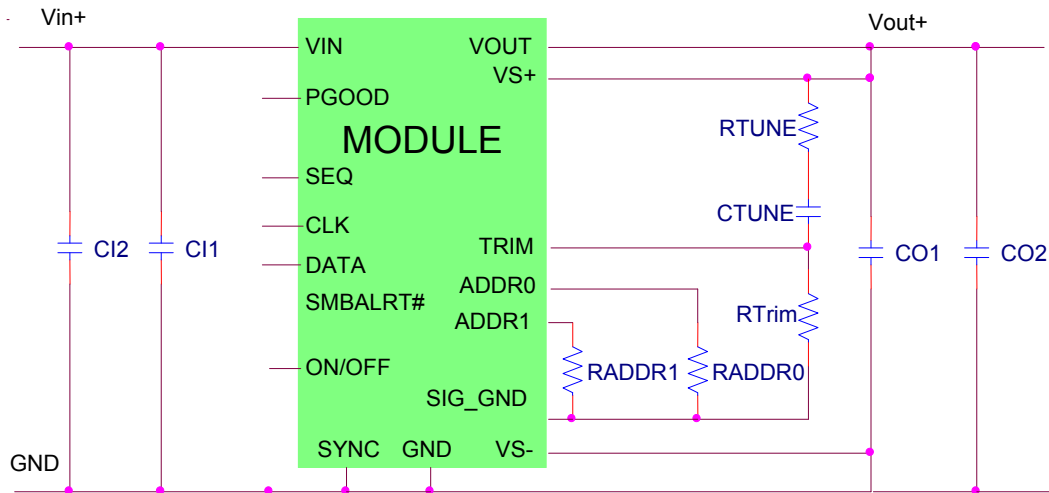 Vin+
Vout+
VIN
VOUT
VS+
PGOOD
MODULE
RTUNE
SEQ
CTUNE
CLK
TRIM
CI2
CI1
CO1
CO2
DATA
ADDR0
SMBALRT#
RTrim
ADDR1
ON/OFF
RADDR1
RADDR0
SIG_GND
SYNC
GND
VS-
GND